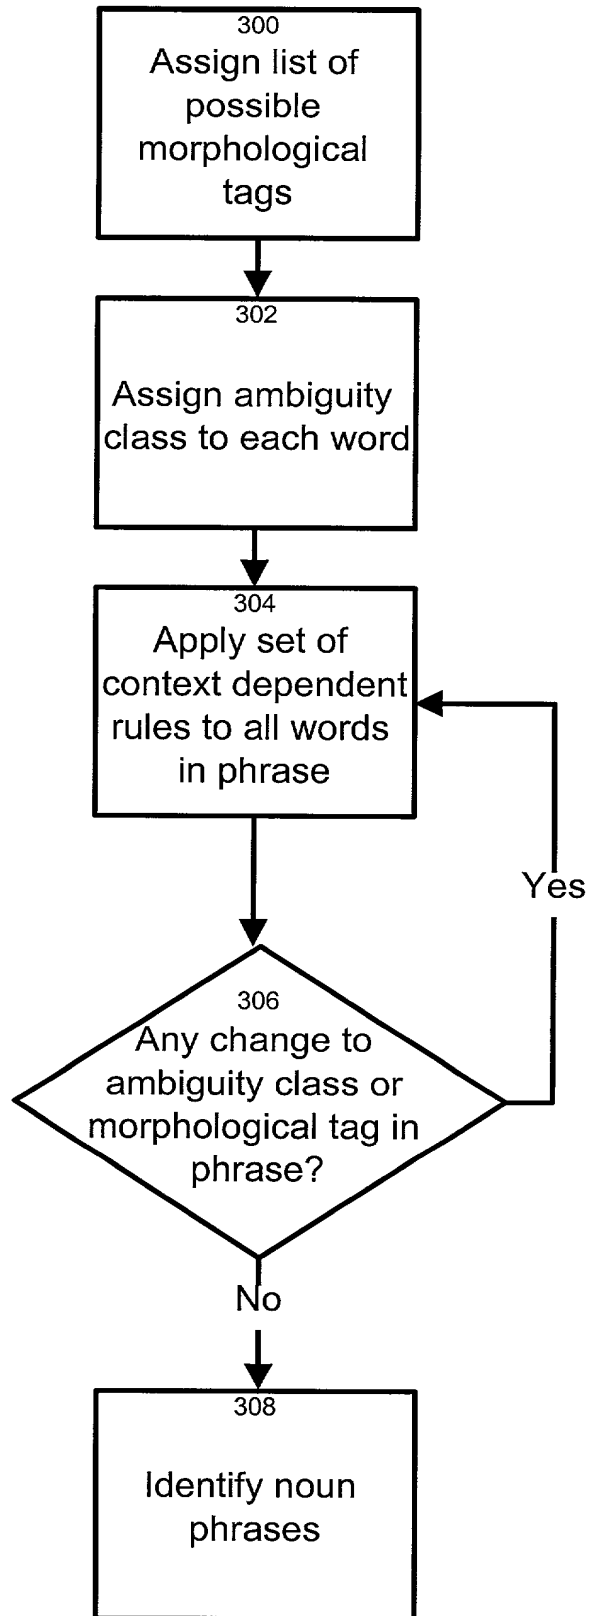 300
Assign list of
possible
morphological
tags
302
Assign ambiguity
class to each word
304
Apply set of
context dependent
rules to all words
in phrase
Yes
306
Any change to
ambiguity class or
morphological tag in
phrase?
No
308
Identify noun
phrases